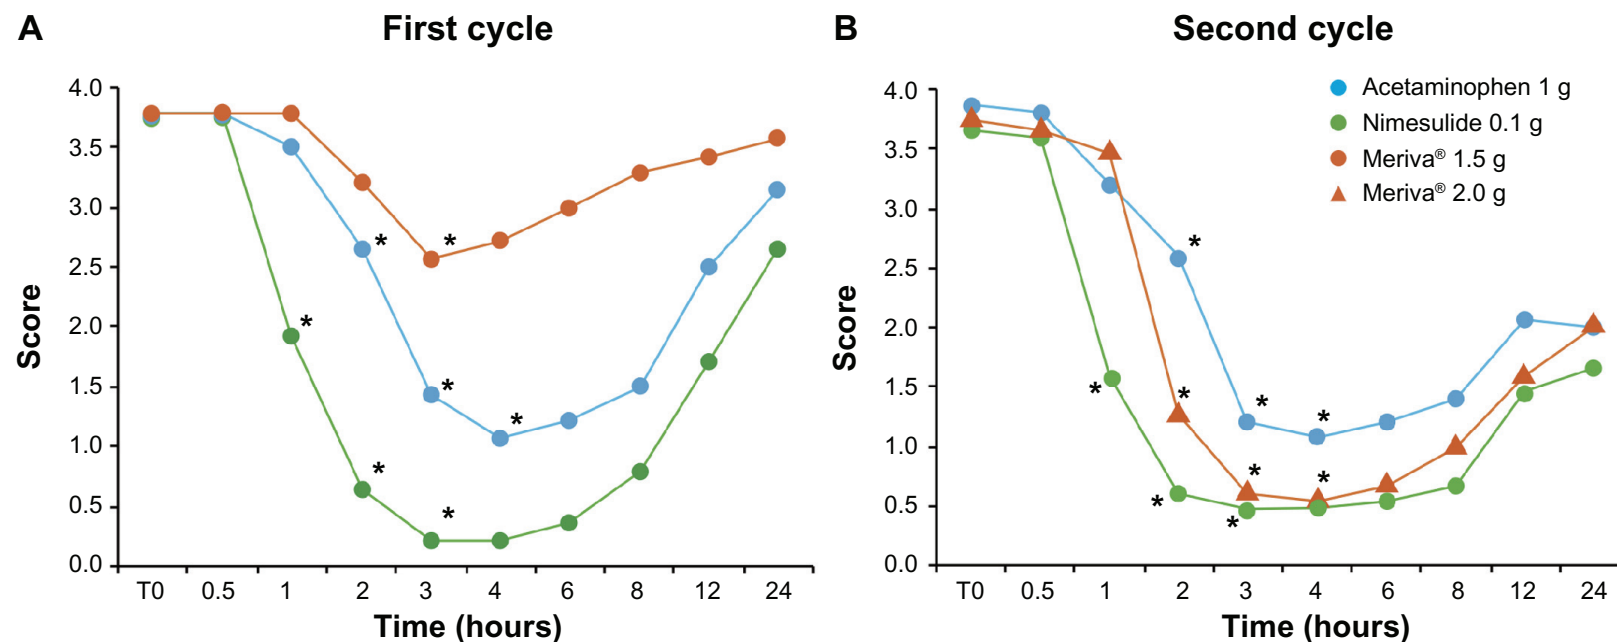 A
First cycle
4.0
3.5
3.0
2.5
2.0
1.5
1.0
0.5
0.0
Score
*
*
*
*
*
*
*
T0 0.5 1 2 3 4 6 8 12 24
Time (hours)
B
Second cycle
Acetaminophen 1 g
Nimesulide 0.1 g
Meriva® 1.5 g
Meriva® 2.0 g
4.0
3.5
3.0
2.5
2.0
1.5
1.0
0.5
0.0
Score
*
*
*
*
*
*
*
*
*
T0 0.5 1 2 3 4 6 8 12 24
Time (hours)